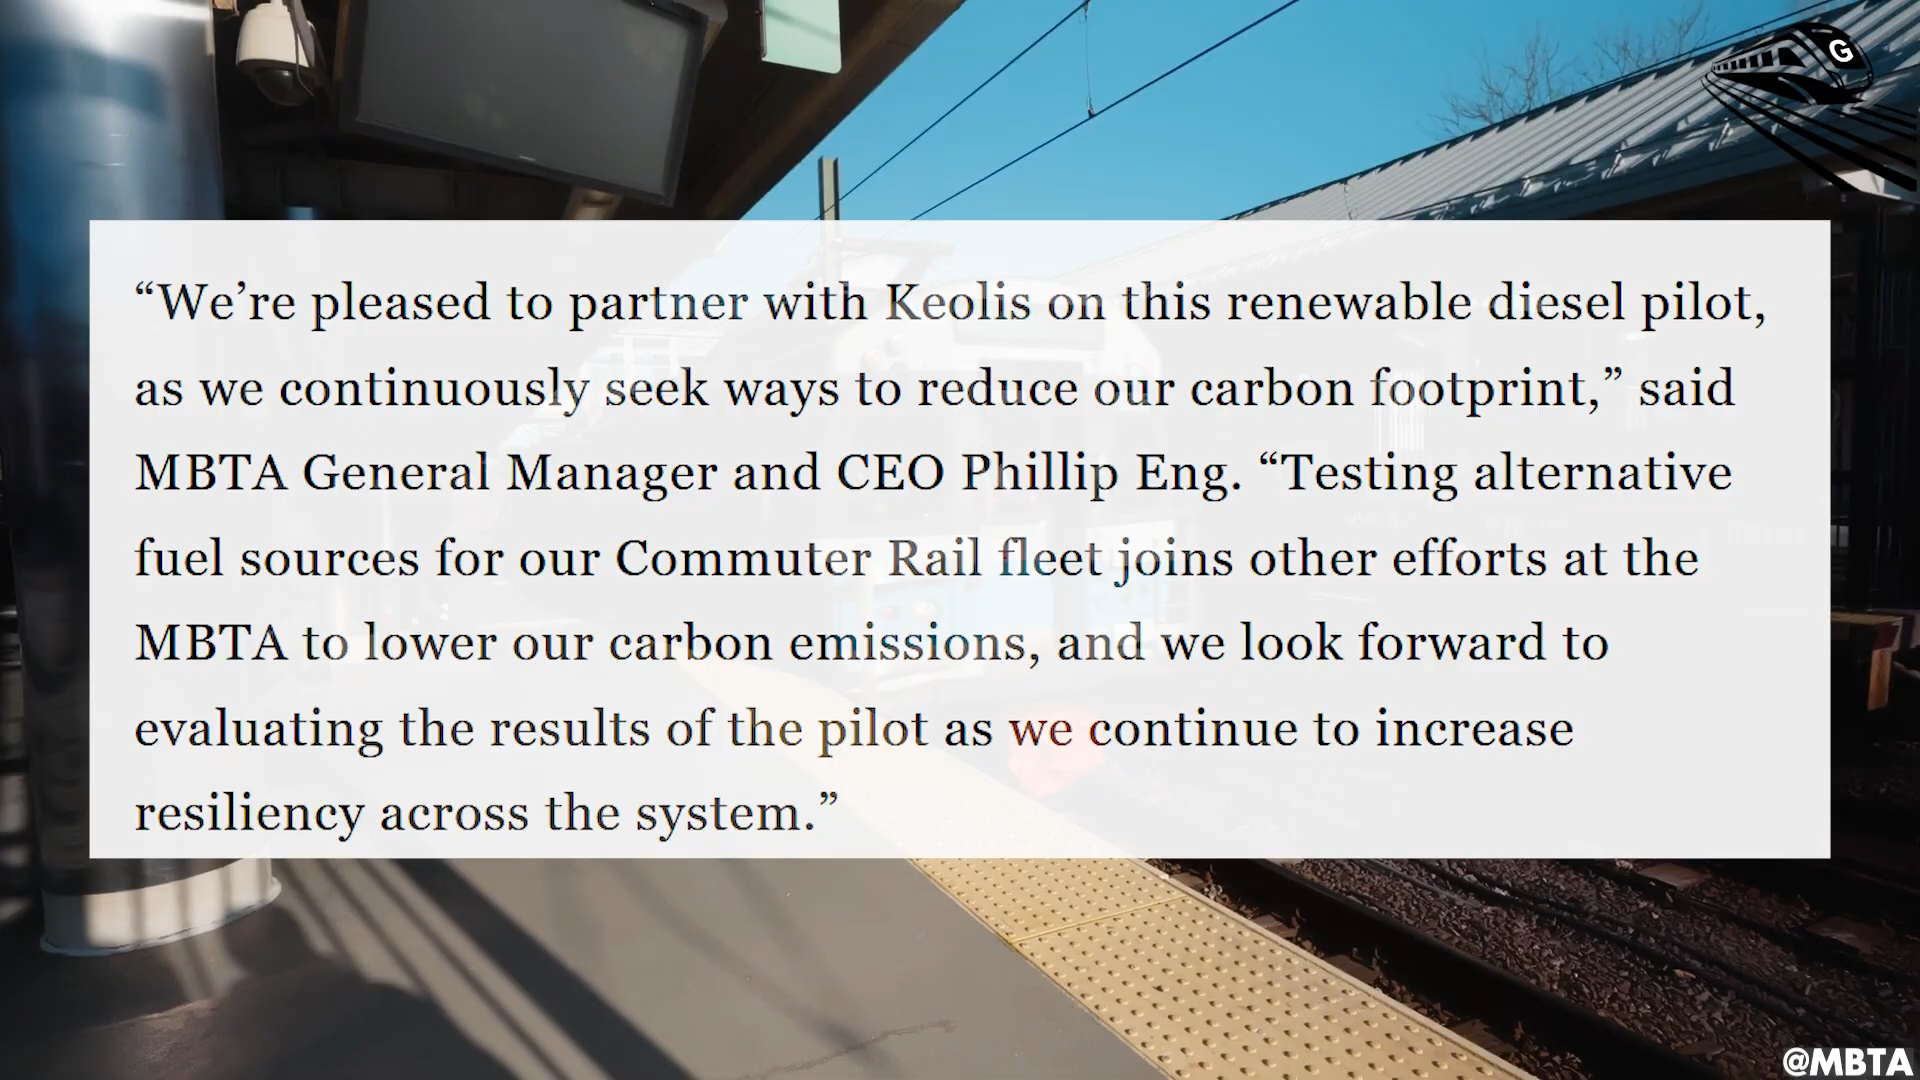 G
“We’re pleased to partner with Keolis on this renewable diesel pilot,
as we continuously seek ways to reduce our carbon footprint,” said
MBTA General Manager and CEO Phillip Eng. “Testing alternative
fuel sources for our Commuter Rail fleet joins other efforts at the
MBTA to lower our carbon emissions, and we look forward to
evaluating the results of the pilot as we continue to increase
resiliency across the system.”
@MBTA